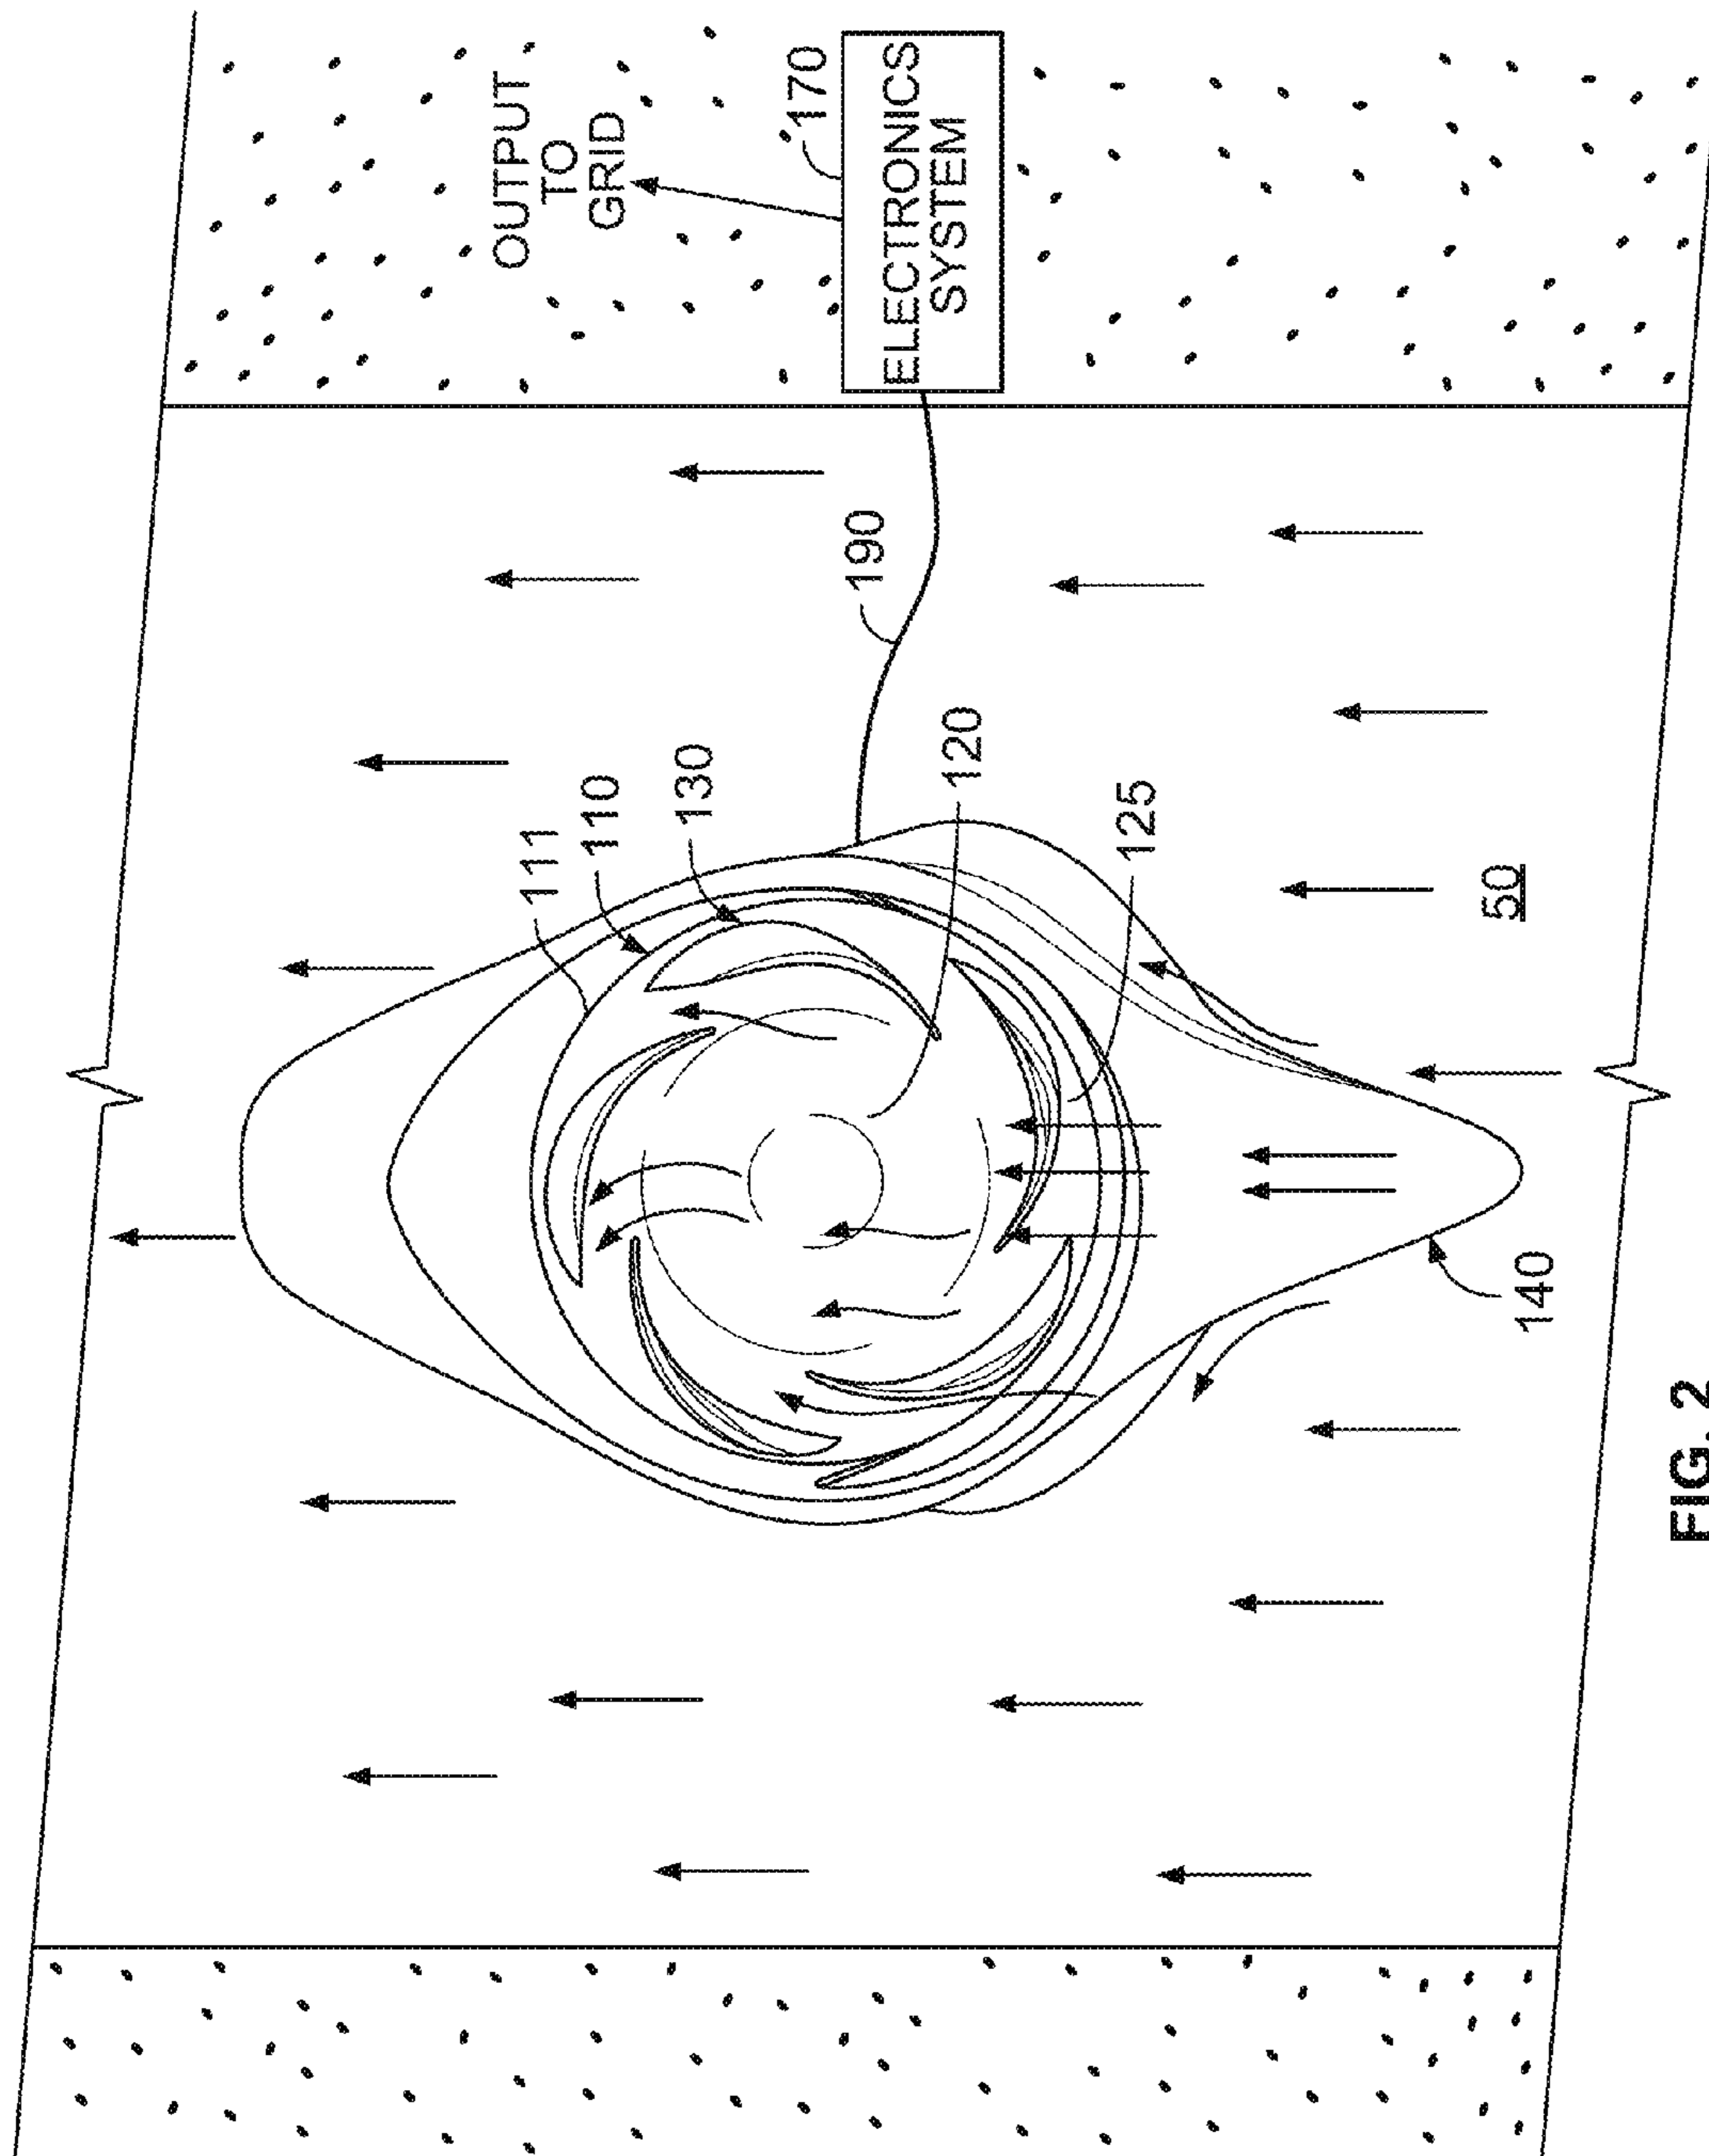 OUTPUT
TO
GRID
170
ELECTRONICS
SYSTEM
190
111
110
130
120
125
50
140
FIG. 2